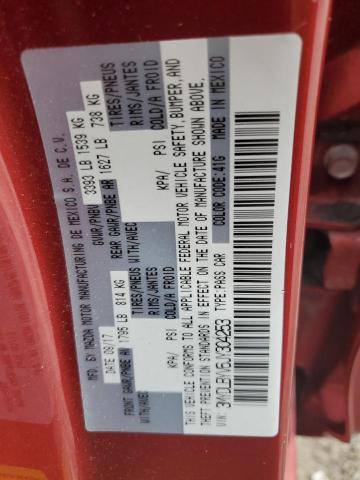 MFD. BY MAZDA MOTOR MANUFACTURING DE MEXICO S.A. DE C.V.
DATE 09/17 GVWR/PNBV 3393 LB 1539 KG
FRONT GAWR/PNBE AV 1795 LB 814 KG REAR GAWR/PNBE AR 1627 LB 738 KG
WITH/AVEC TIRES/PNEUS WITH/AVEC TIRES/PNEUS
RIMS/JANTES RIMS/JANTES
KPA/ PSI COLD/A FROID KPA/ PSI COLD/A FROID
THIS VEHICLE CONFORMS TO ALL APPLICABLE FEDERAL MOTOR VEHICLE SAFETY, BUMPER, AND
THEFT PREVENTION STANDARDS IN EFFECT ON THE DATE OF MANUFACTURE SHOWN ABOVE.
TYPE:PASS CAR COLOR CODE:41G MADE IN MEXICO